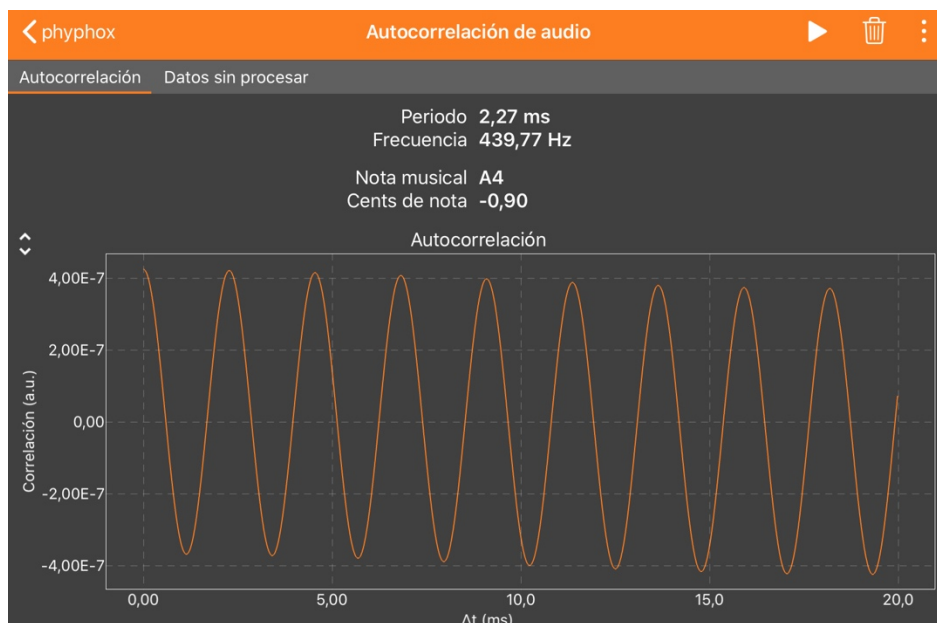 phyphox Autocorrelación de audio
Autocorrelación Datos sin procesar
Periodo 2,27 ms
Frecuencia 439,77 Hz
Nota musical A4
Cents de nota -0,90
Autocorrelación
4,00E-7
2,00E-7
0,00
-2,00E-7
-4,00E-7
Correlación (a.u.)
0,00 5,00 10,0 15,0 20,0
Δt (ms)